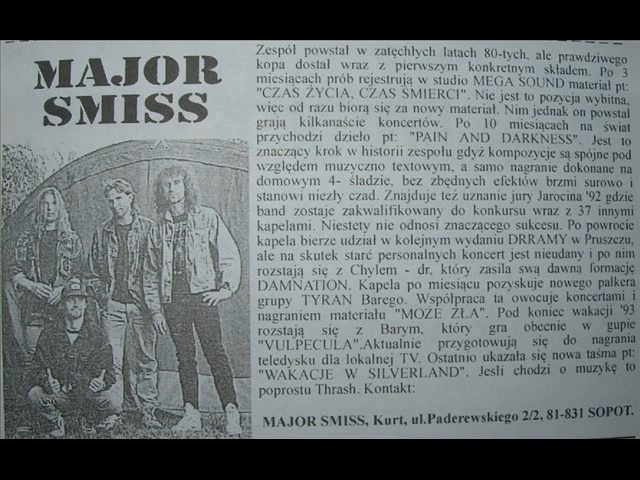 MAJOR
SMISS
Zespół powstał w zatęchłych latach 80-tych, ale prawdziwego
kopa dostał wraz z pierwszym konkretnym składem. Po 3
miesiącach prób rejestrują w studio MEGA SOUND materiał pt:
"CZAS ŻYCIA, CZAS ŚMIERCI". Nie jest to pozycja wybitna,
więc od razu biorą się za nowy materiał. Nim jednak on powstał
grają kilkanaście koncertów. Po 10 miesiącach na świat
przychodzi dzieło pt: "PAIN AND DARKNESS". Jest to
znaczący krok w historii zespołu gdyż kompozycje są spójne pod
względem muzyczno textowym, a samo nagranie dokonane na
domowym 4- śladzie, bez zbędnych efektów brzmi surowo i
stanowi niezły czad. Znajduje też uznanie jury Jarocina '92 gdzie
band zostaje zakwalifikowany do konkursu wraz z 37 innymi
kapelami. Niestety nie odnosi znaczącego sukcesu. Po powrocie
kapela bierze udział w kolejnym wydaniu DRRAMY w Pruszczu,
ale na skutek starć personalnych koncert jest nieudany i po nim
rozstają się z Chylem - dr, który zasila swą dawną formację
DAMNATION. Kapela po miesiącu pozyskuje nowego pałkera
grupy TYRAN Barego. Współpraca ta owocuje koncertami i
nagraniem materiału "MOŻE ZŁA". Pod koniec wakacji '93
rozstają się z Barym, który gra obecnie w gupie
"VULPECULA".Aktualnie przygotowują się do nagrania
teledysku dla lokalnej TV. Ostatnio ukazała się nowa taśma pt:
"WAKACJE W SILVERLAND". Jesli chodzi o muzykę to
poprostu Thrash. Kontakt:
MAJOR SMISS, Kurt, ul.Paderewskiego 2/2, 81-831 SOPOT.